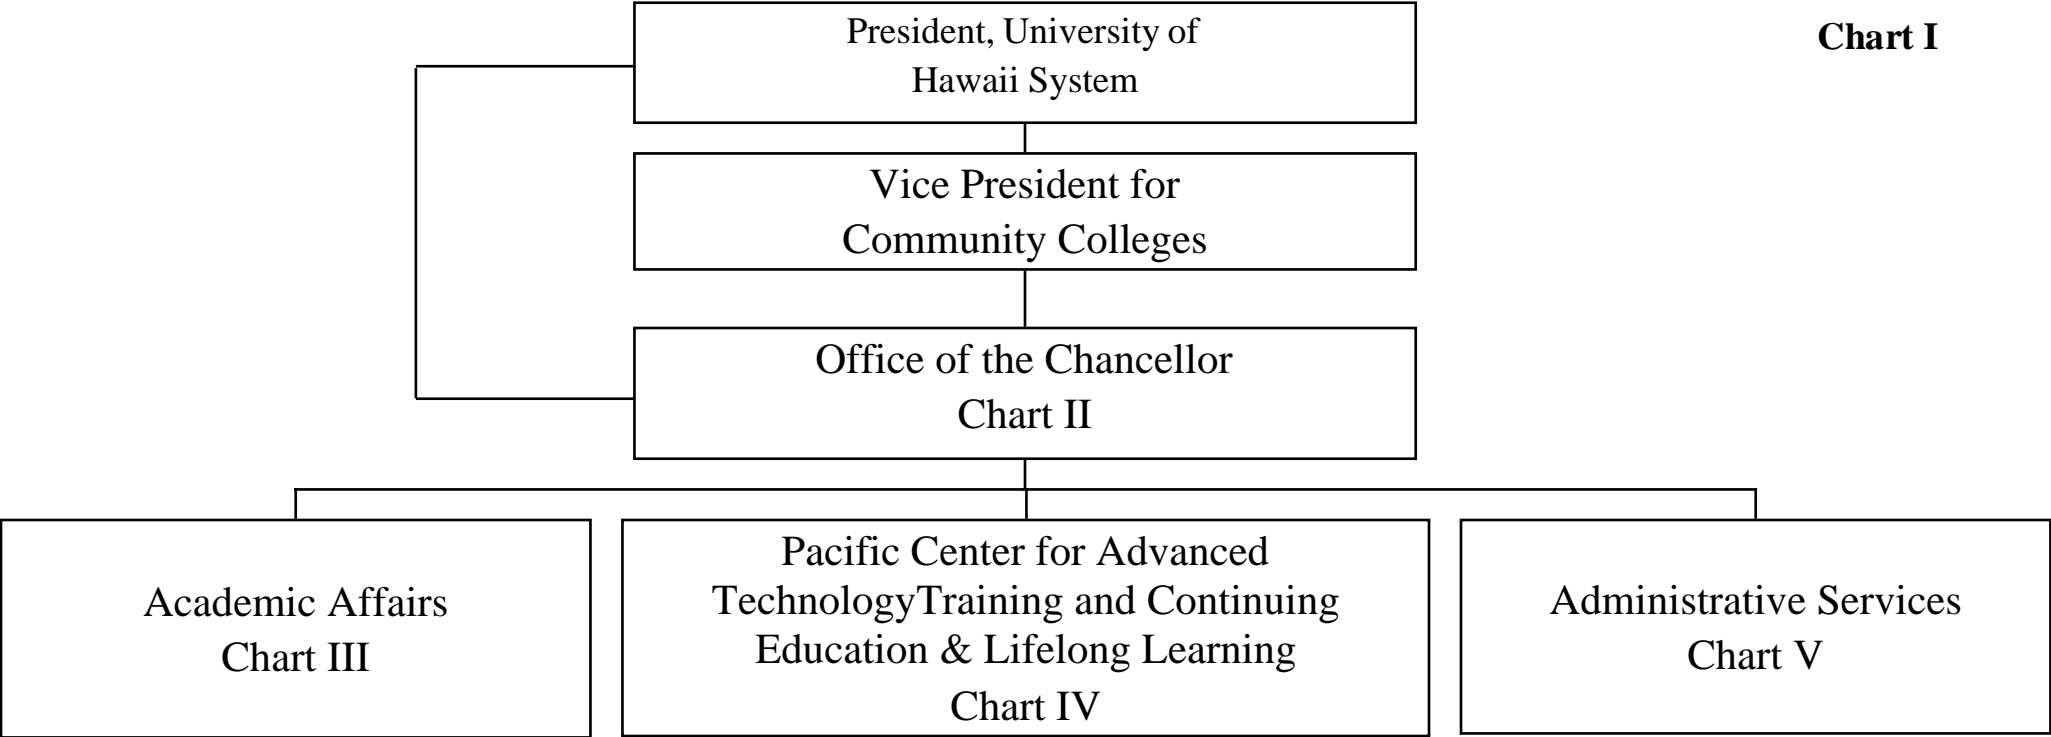 President, University of
Hawaii System
Chart I
Vice President for
Community Colleges
Office of the Chancellor
Chart II
Academic Affairs
Chart III
Pacific Center for Advanced
TechnologyTraining and Continuing
Education & Lifelong Learning
Chart IV
Administrative Services
Chart V